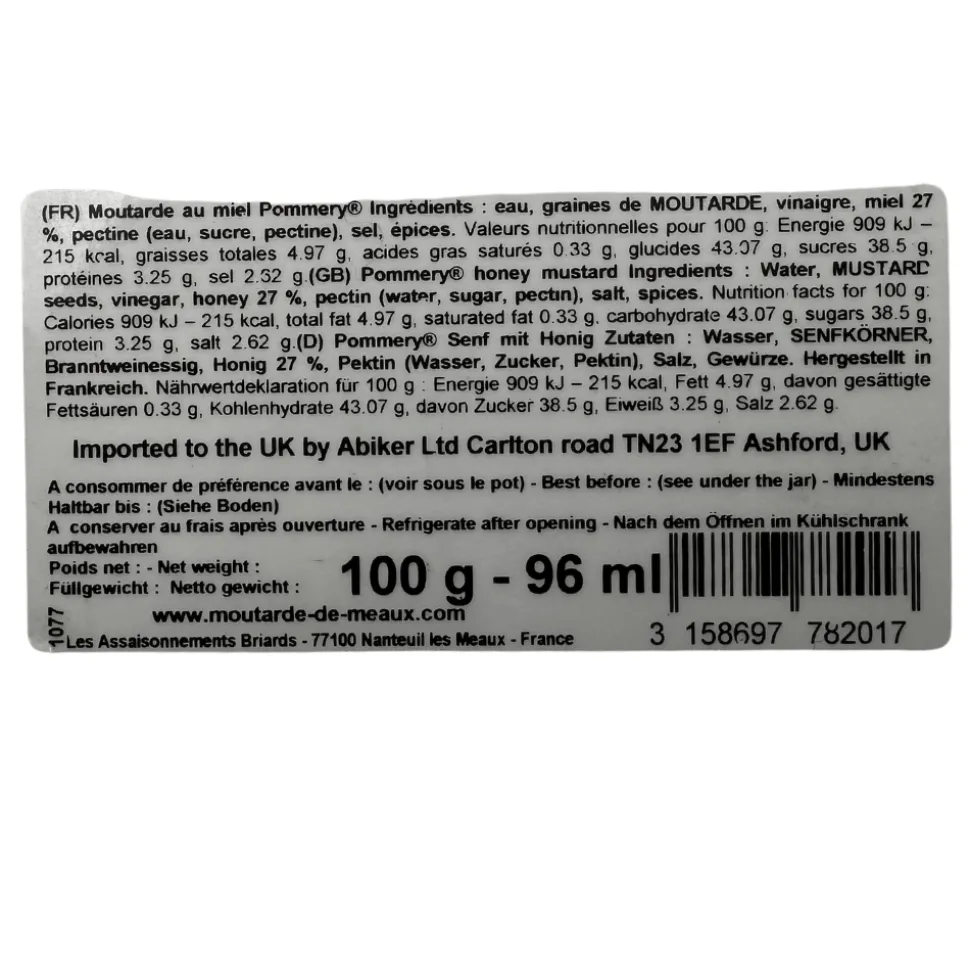 (FR) Moutarde au miel Pommery® Ingrédients : eau, graines de MOUTARDE, vinaigre, miel 27
%, pectine (eau, sucre, pectine), sel, épices. Valeurs nutritionnelles pour 100 g: Energie 909 kJ –
215 kcal, graisses totales 4.97 g, acides gras saturés 0.33 g, glucides 43.07 g, sucres 38.5 g,
protéines 3.25 g, sel 2.62 g.(GB) Pommery® honey mustard Ingredients : Water, MUSTARD
seeds, vinegar, honey 27 %, pectin (water, sugar, pectin), salt, spices. Nutrition facts for 100 g:
Calories 909 kJ – 215 kcal, total fat 4.97 g, saturated fat 0.33 g. carbohydrate 43.07 g, sugars 38.5 g,
protein 3.25 g, salt 2.62 g.(D) Pommery® Senf mit Honig Zutaten : Wasser, SENFKÖRNER,
Branntweinessig, Honig 27 %, Pektin (Wasser, Zucker, Pektin), Salz, Gewürze. Hergestellt in
Frankreich. Nährwertdeklaration für 100 g : Energie 909 kJ – 215 kcal, Fett 4.97 g, davon gesättigte
Fettsäuren 0.33 g, Kohlenhydrate 43.07 g, davon Zucker 38.5 g, Eiweiß 3.25 g, Salz 2.62 g.
Imported to the UK by Abiker Ltd Carlton road TN23 1EF Ashford, UK
A consommer de préférence avant le : (voir sous le pot) - Best before : (see under the jar) - Mindestens
Haltbar bis : (Siehe Boden)
A conserver au frais après ouverture - Refrigerate after opening - Nach dem Öffnen im Kühlschrank
aufbewahren
Poids net : - Net weight :
Füllgewicht : Netto gewicht :
100 g - 96 ml
www.moutarde-de-meaux.com
Les Assaisonnements Briards - 77100 Nanteuil les Meaux - France
1077
3 158697 782017